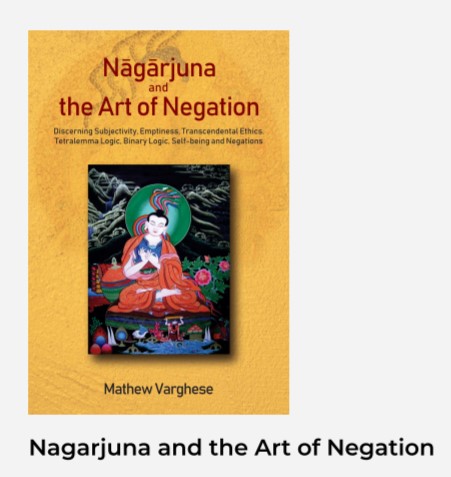 Nāgārjuna
and
the Art of Negation
Discerning Subjectivity, Emptiness, Transcendental Ethics,
Tetralemma Logic, Binary Logic, Self-being and Negations
Mathew Varghese
Nagarjuna and the Art of Negation